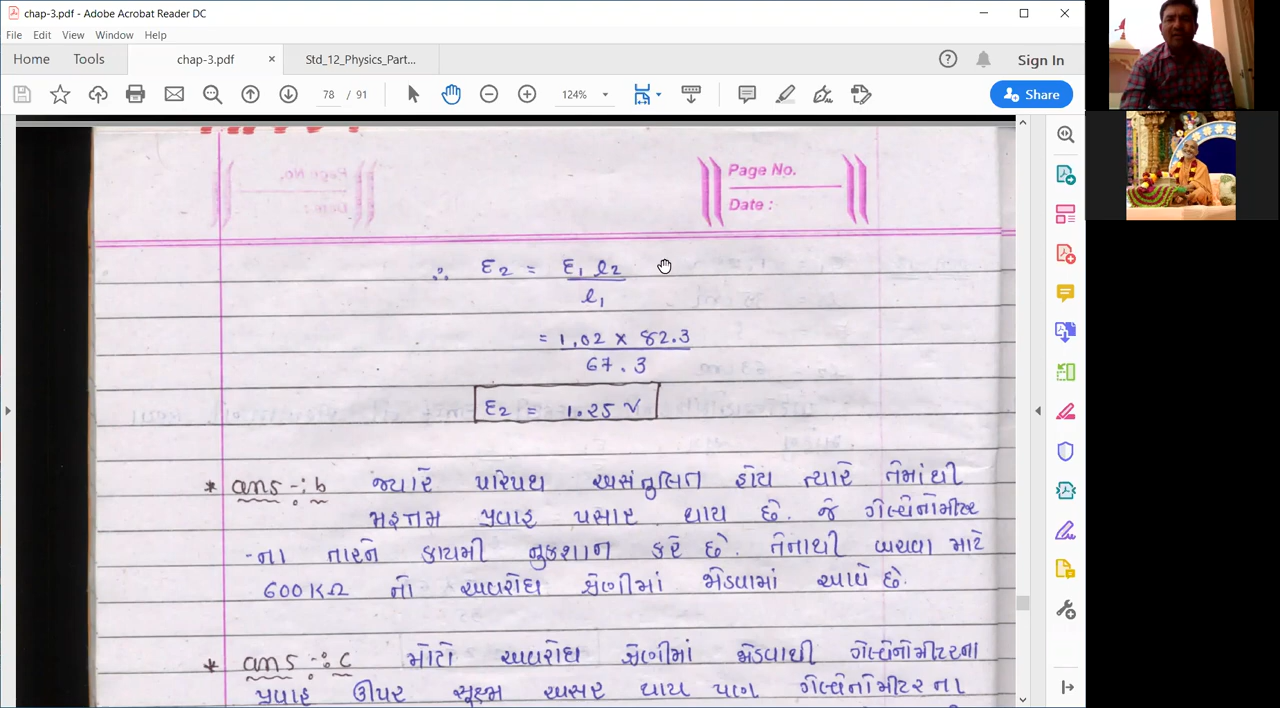 chap-3.pdf - Adobe Acrobat Reader DC
File Edit View Window Help
Home Tools chap-3.pdf × Std_12_Physics_Part... Sign In
78 / 91 124% Share
Page No.
Date :
∴ E₂ = E₁ l₂
l₁
= 1.02 × 82.3
67.3
E₂ = 1.25 V
* ans -: b જ્યારે પરિપથ અસંતુલિત હોય ત્યારે તેમાંથી
મહત્તમ પ્રવાહ પસાર થાય છે. જે ગેલ્વેનોમીટર
-ના તારને કાયમી નુકશાન કરે છે. તેનાથી બચવા માટે
600 KΩ નો અવરોધ શ્રેણીમાં જોડવામાં આવે છે.
* ans -: c મોટો અવરોધ શ્રેણીમાં જોડવાથી ગેલ્વેનોમીટરના
પ્રવાહ ઊપર સૂક્ષ્મ અસર થાય પણ ગેલ્વેનોમીટર ના